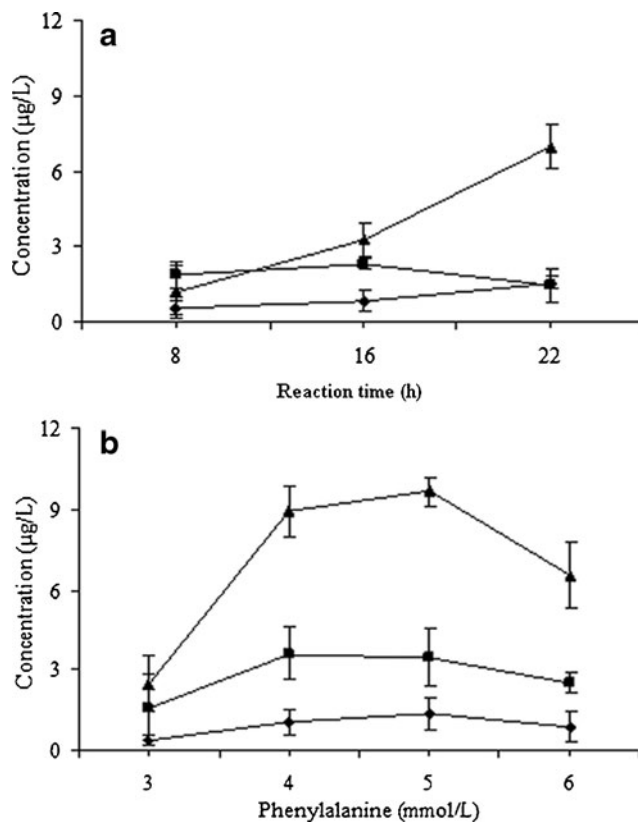 a
Concentration (µg/L)
12
9
6
3
0
8 16 22
Reaction time (h)
b
Concentration (µg/L)
12
9
6
3
0
3 4 5 6
Phenylalanine (mmol/L)